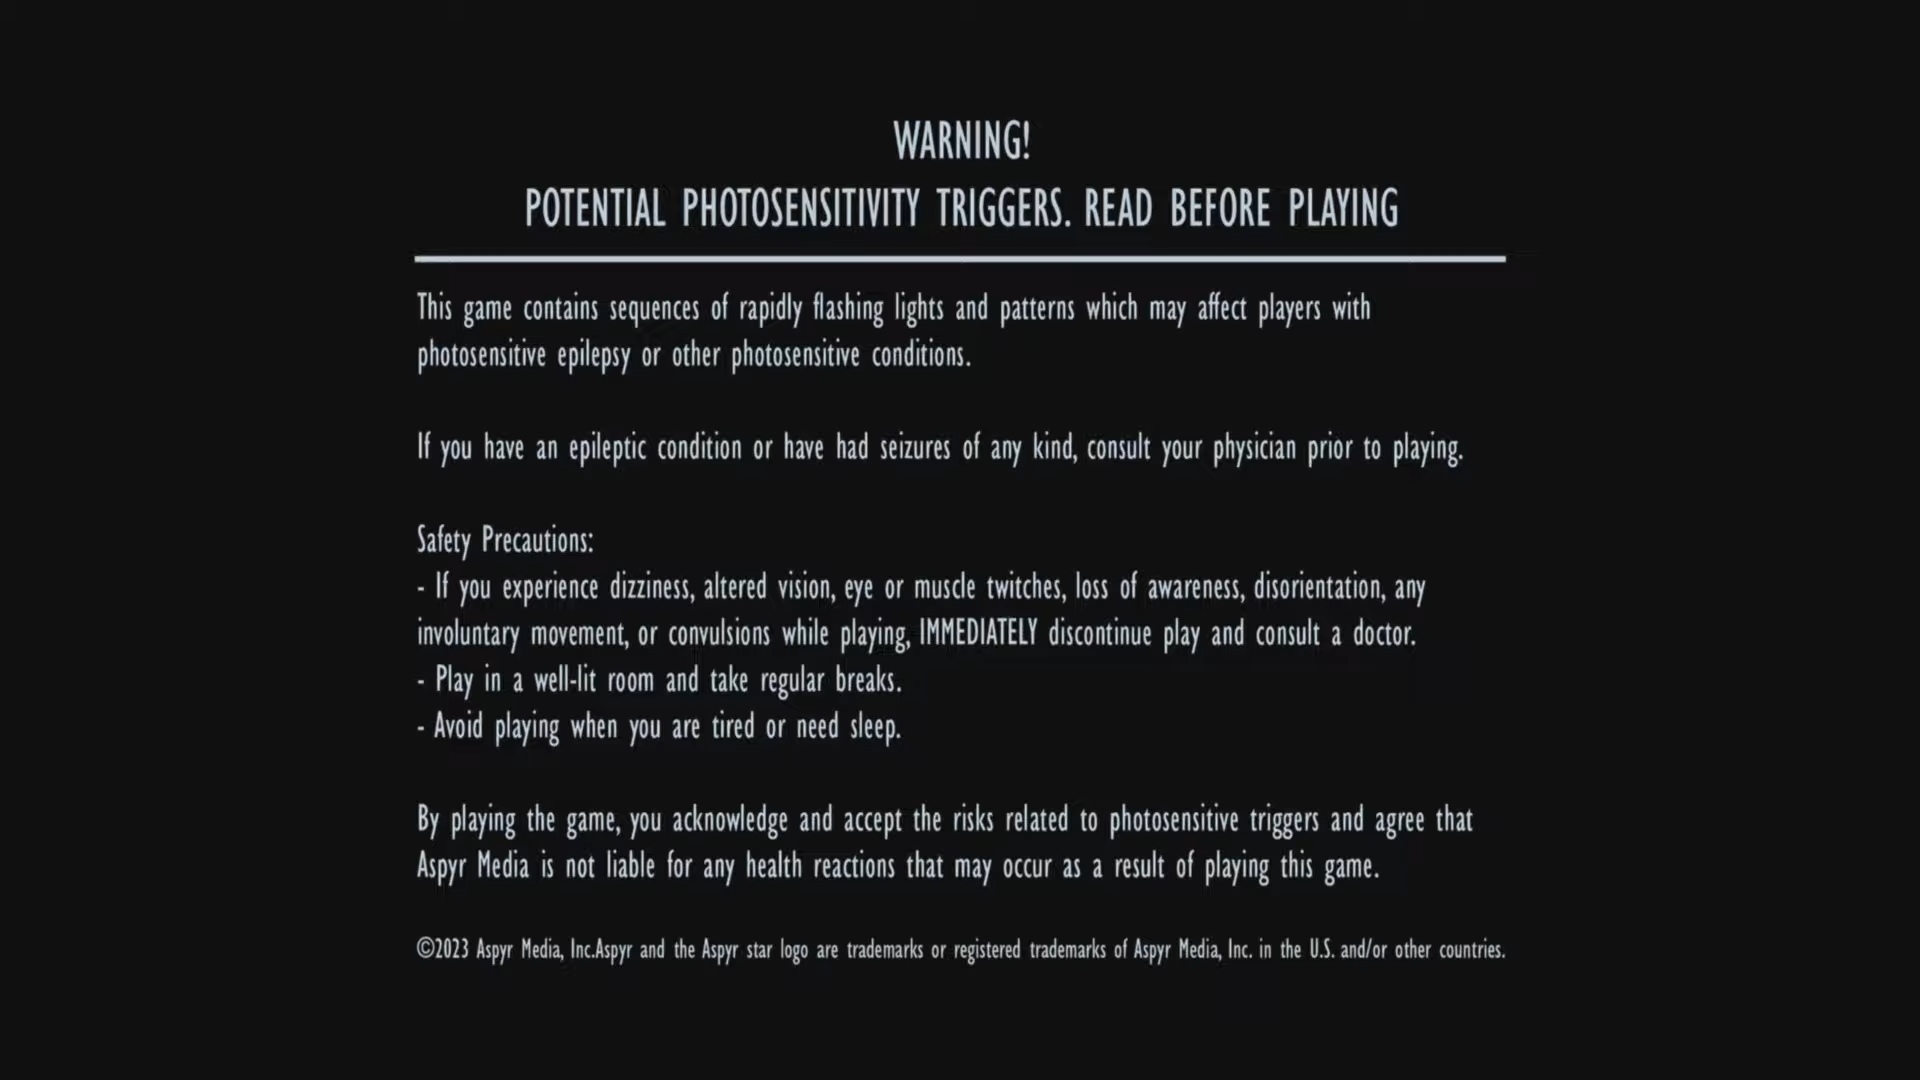 WARNING!
POTENTIAL PHOTOSENSITIVITY TRIGGERS. READ BEFORE PLAYING
This game contains sequences of rapidly flashing lights and patterns which may affect players with
photosensitive epilepsy or other photosensitive conditions.
If you have an epileptic condition or have had seizures of any kind, consult your physician prior to playing.
Safety Precautions:
- If you experience dizziness, altered vision, eye or muscle twitches, loss of awareness, disorientation, any
involuntary movement, or convulsions while playing, IMMEDIATELY discontinue play and consult a doctor.
- Play in a well-lit room and take regular breaks.
- Avoid playing when you are tired or need sleep.
By playing the game, you acknowledge and accept the risks related to photosensitive triggers and agree that
Aspyr Media is not liable for any health reactions that may occur as a result of playing this game.
©2023 Aspyr Media, Inc.Aspyr and the Aspyr star logo are trademarks or registered trademarks of Aspyr Media, Inc. in the U.S. and/or other countries.